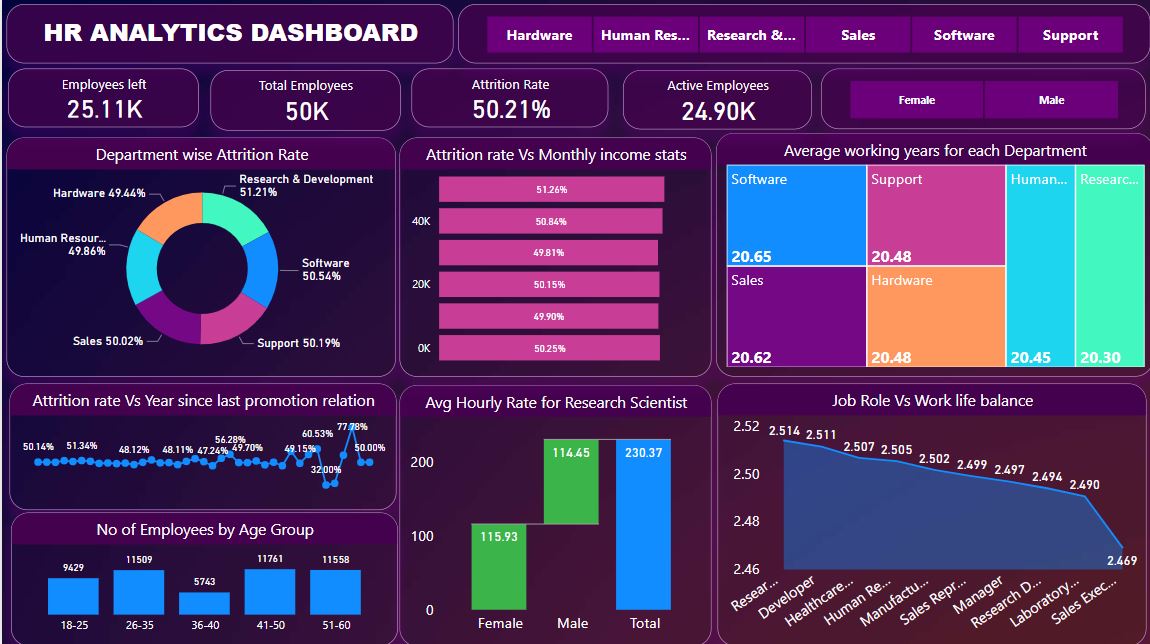 HR ANALYTICS DASHBOARD
Hardware
Human Res...
Research &...
Sales
Software
Support
Employees left
25.11K
Total Employees
50K
Attrition Rate
50.21%
Active Employees
24.90K
Female
Male
Department wise Attrition Rate
Hardware 49.44%
Research & Development
51.21%
Human Resour...
49.86%
Software
50.54%
Sales 50.02%
Support 50.19%
Attrition rate Vs Monthly income stats
51.26%
40K
50.84%
49.81%
20K
50.15%
49.90%
0K
50.25%
Average working years for each Department
Software
20.65
Support
20.48
Human...
20.45
Researc...
20.30
Sales
20.62
Hardware
20.48
Attrition rate Vs Year since last promotion relation
50.14%
51.34%
48.12%
48.11%
47.24%
56.28%
49.70%
49.15%
60.53%
32.00%
77.78%
50.00%
No of Employees by Age Group
9429
11509
5743
11761
11558
18-25
26-35
36-40
41-50
51-60
Avg Hourly Rate for Research Scientist
200
100
0
115.93
114.45
230.37
Female
Male
Total
Job Role Vs Work life balance
2.52
2.50
2.48
2.46
2.514
2.511
2.507
2.505
2.502
2.499
2.497
2.494
2.490
2.469
Resear...
Developer
Healthcare...
Human Re...
Manufactu...
Sales Repr...
Manager
Research D...
Laboratory...
Sales Exec...